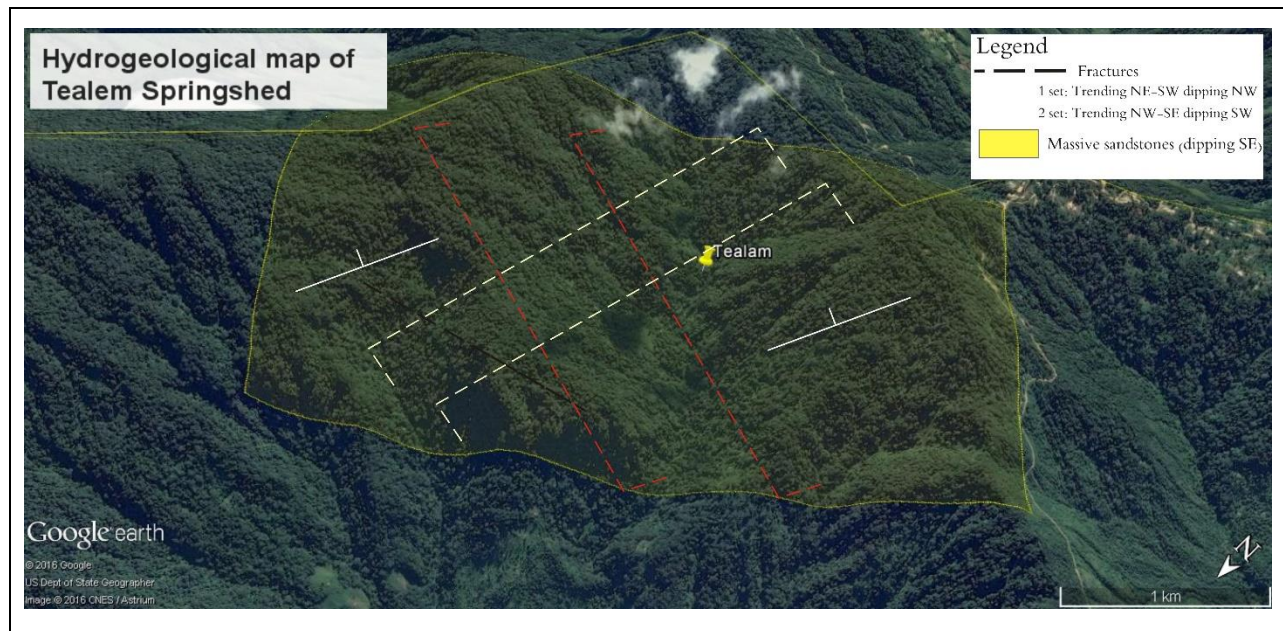 Hydrogeological map of
Tealem Springshed
Legend
Fractures
1 set: Trending NE-SW dipping NW
2 set: Trending NW-SE dipping SW
Massive sandstones (dipping SE)
Tealam
Google earth
© 2016 Google
US Dept of State Geographer
Image © 2016 CNES / Astrium
N
1 km